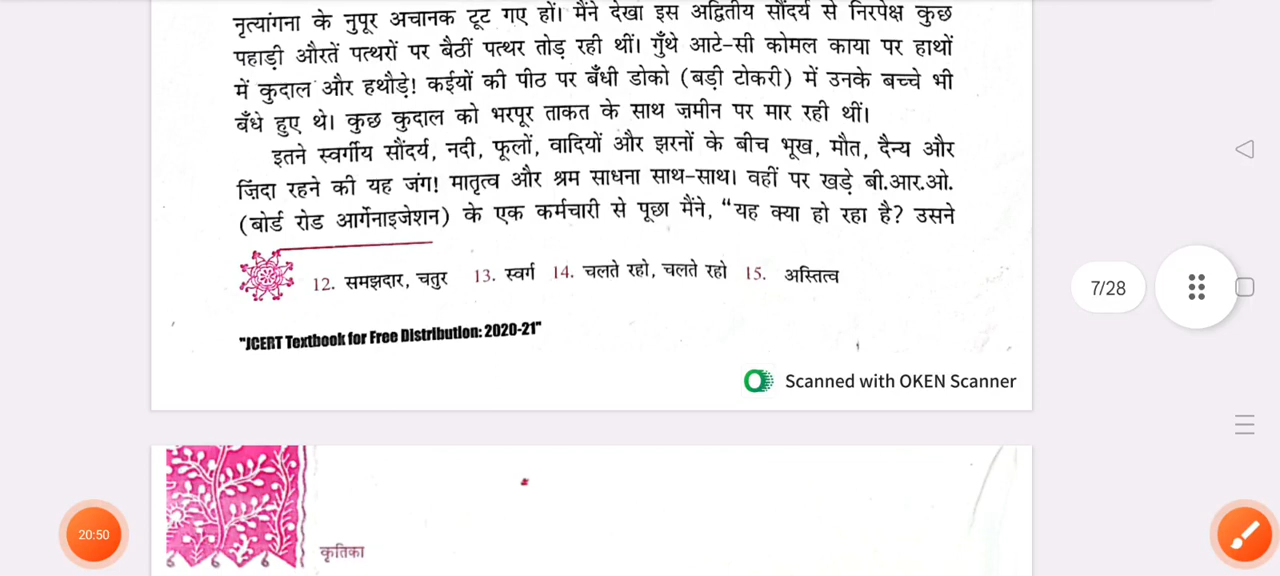 नृत्यांगना के नुपूर अचानक टूट गए हों। मैंने देखा इस अद्वितीय सौंदर्य से निरपेक्ष कुछ
पहाड़ी औरतें पत्थरों पर बैठीं पत्थर तोड़ रही थीं। गुँथे आटे-सी कोमल काया पर हाथों
में कुदाल और हथौड़े! कईयों की पीठ पर बँधी डोको (बड़ी टोकरी) में उनके बच्चे भी
बँधे हुए थे। कुछ कुदाल को भरपूर ताकत के साथ ज़मीन पर मार रही थीं।
इतने स्वर्गीय सौंदर्य, नदी, फूलों, वादियों और झरनों के बीच भूख, मौत, दैन्य और
ज़िंदा रहने की यह जंग! मातृत्व और श्रम साधना साथ-साथ। वहीं पर खड़े बी.आर.ओ.
(बोर्ड रोड आर्गेनाइजेशन) के एक कर्मचारी से पूछा मैंने, “यह क्या हो रहा है? उसने
12. समझदार, चतुर 13. स्वर्ग 14. चलते रहो, चलते रहो 15. अस्तित्व
7/28
"JCERT Textbook for Free Distribution: 2020-21"
Scanned with OKEN Scanner
20:50
कृतिका